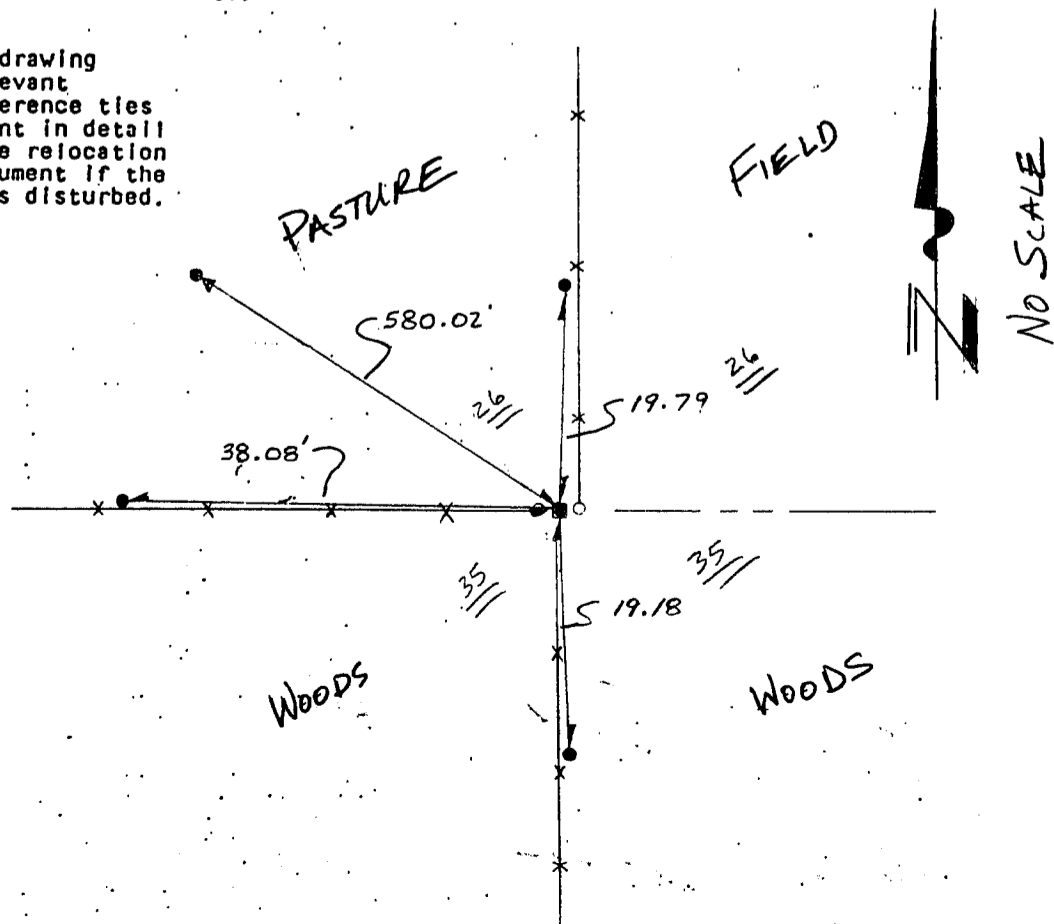 drawing
evant
erence ties
nt in detail
e relocation
ument if the
s disturbed.
PASTURE
FIELD
N
NO SCALE
580.02'
26
19.79
26
38.08'
35
35
19.18
WOODS
WOODS